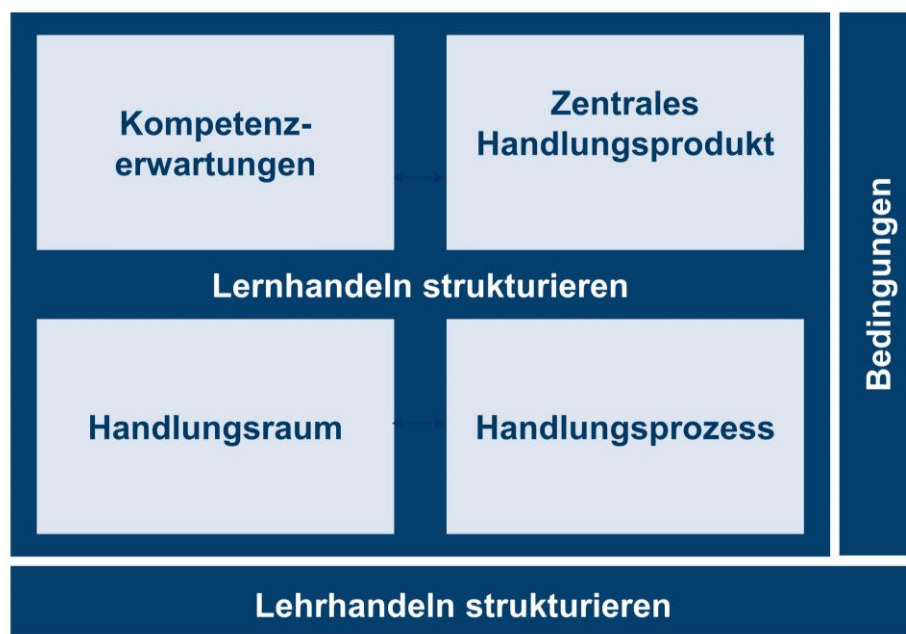 Kompetenz-
erwartungen
Zentrales
Handlungsprodukt
Lernhandeln strukturieren
Handlungsraum
Handlungsprozess
Bedingungen
Lehrhandeln strukturieren